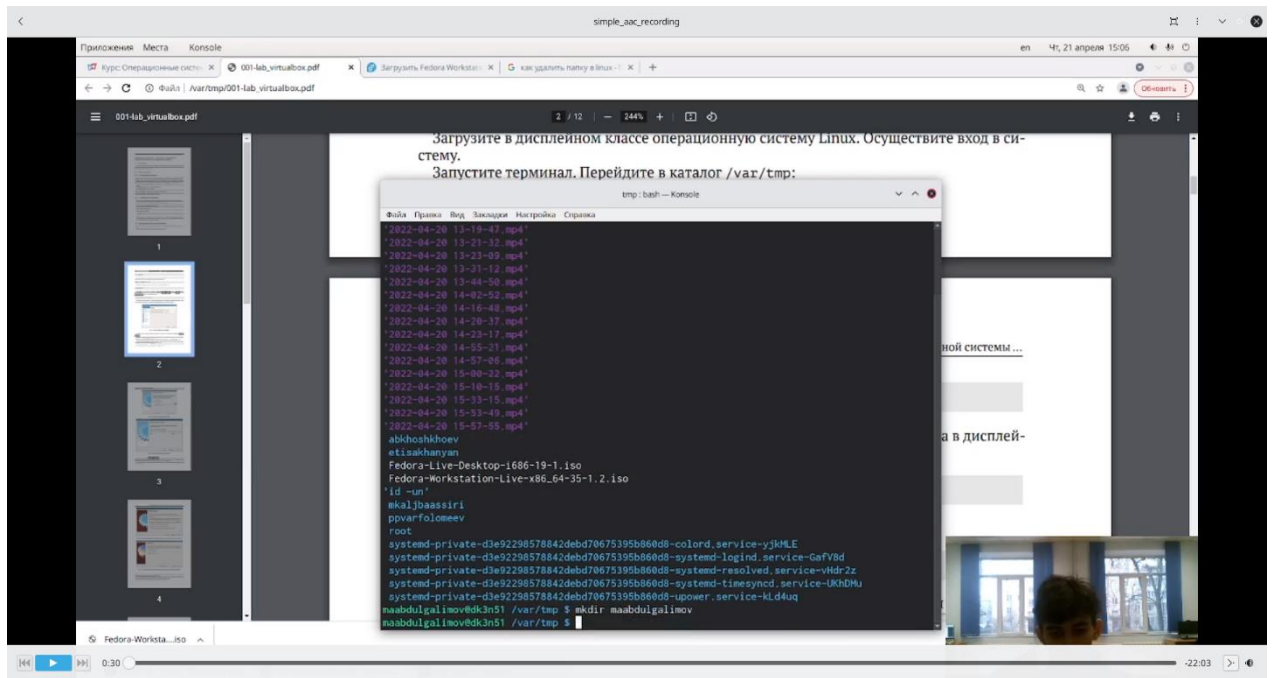 simple_aac_recording
Приложения Места Konsole
en Чт, 21 апреля 15:06
Курс: Операционные систе
001-lab_virtualbox.pdf
Загрузить Fedora Workstati
как удалить папку в linux -
Файл /var/tmp/001-lab_virtualbox.pdf
Обновить
001-lab_virtualbox.pdf
2 / 12 — 244% +
Загрузите в дисплейном классе операционную систему Linux. Осуществите вход в си-
стему.
Запустите терминал. Перейдите в каталог /var/tmp:
tmp : bash — Konsole
Файл Правка Вид Закладки Настройка Справка
'2022-04-20 13-19-47.mp4'
'2022-04-20 13-21-32.mp4'
'2022-04-20 13-23-09.mp4'
'2022-04-20 13-31-12.mp4'
'2022-04-20 13-44-50.mp4'
'2022-04-20 14-02-52.mp4'
'2022-04-20 14-16-48.mp4'
'2022-04-20 14-20-37.mp4'
'2022-04-20 14-23-17.mp4'
'2022-04-20 14-55-21.mp4'
'2022-04-20 14-57-06.mp4'
'2022-04-20 15-00-22.mp4'
'2022-04-20 15-10-15.mp4'
'2022-04-20 15-33-15.mp4'
'2022-04-20 15-53-49.mp4'
'2022-04-20 15-57-55.mp4'
abkhoshkhoev
etisakhanyan
Fedora-Live-Desktop-i686-19-1.iso
Fedora-Workstation-Live-x86_64-35-1.2.iso
'id -un'
mkaljbaassiri
ppvarfolomeev
root
systemd-private-d3e92298578842debd70675395b860d8-colord.service-yjkMLE
systemd-private-d3e92298578842debd70675395b860d8-systemd-logind.service-GafV8d
systemd-private-d3e92298578842debd70675395b860d8-systemd-resolved.service-vHdr2z
systemd-private-d3e92298578842debd70675395b860d8-systemd-timesyncd.service-UKhDMu
systemd-private-d3e92298578842debd70675395b860d8-upower.service-kLd4uq
maabdulgalimov@dk3n51 /var/tmp $ mkdir maabdulgalimov
maabdulgalimov@dk3n51 /var/tmp $
ной системы ...
а в дисплей-
1
2
3
4
Fedora-Worksta....iso
0:30
-22:03